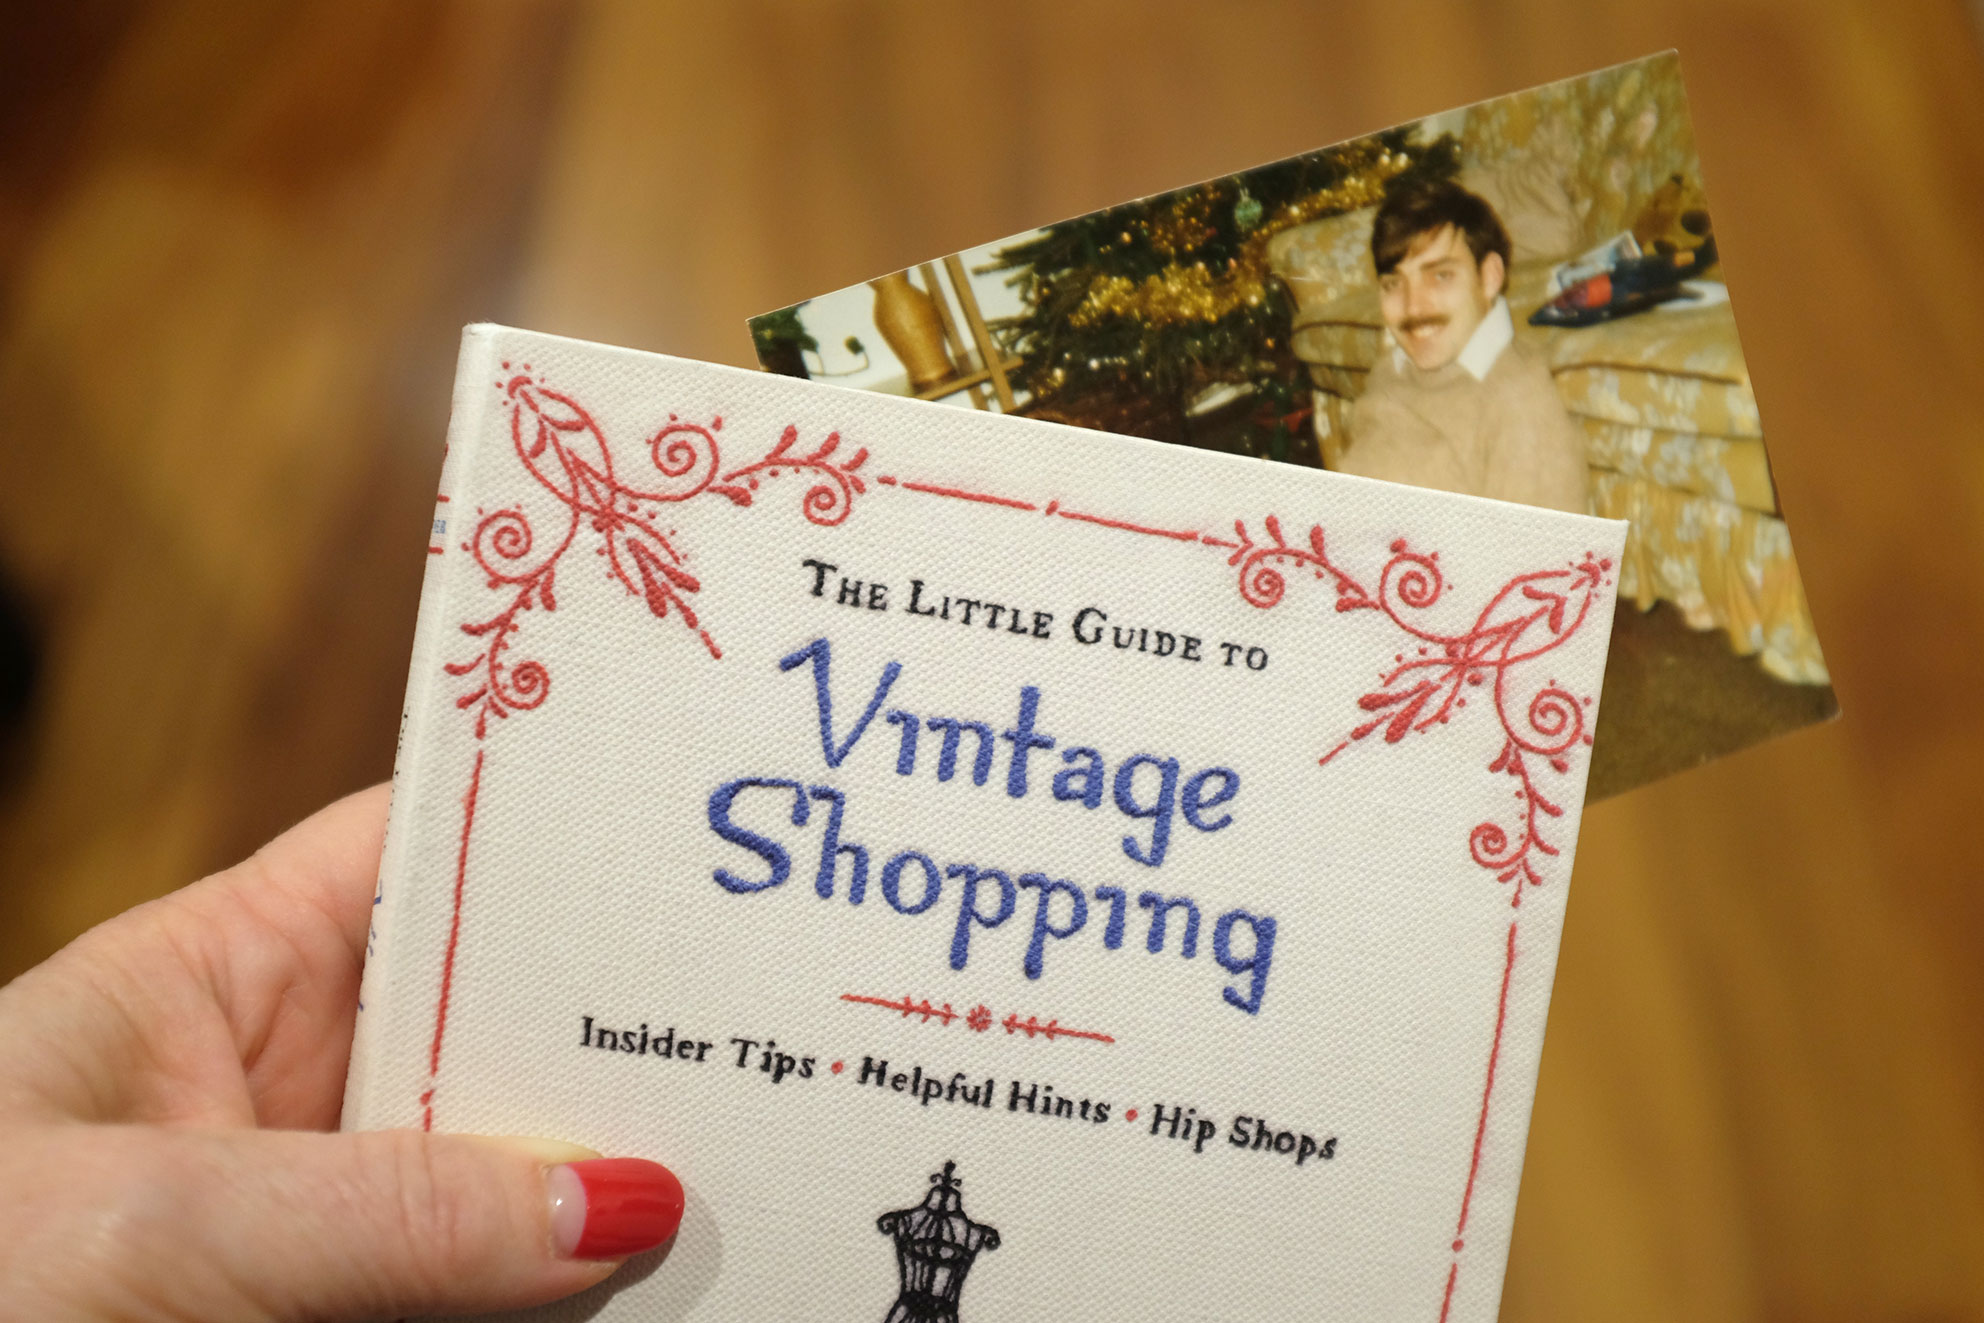 THE LITTLE GUIDE TO
Vintage
Shopping
Insider Tips • Helpful Hints • Hip Shops